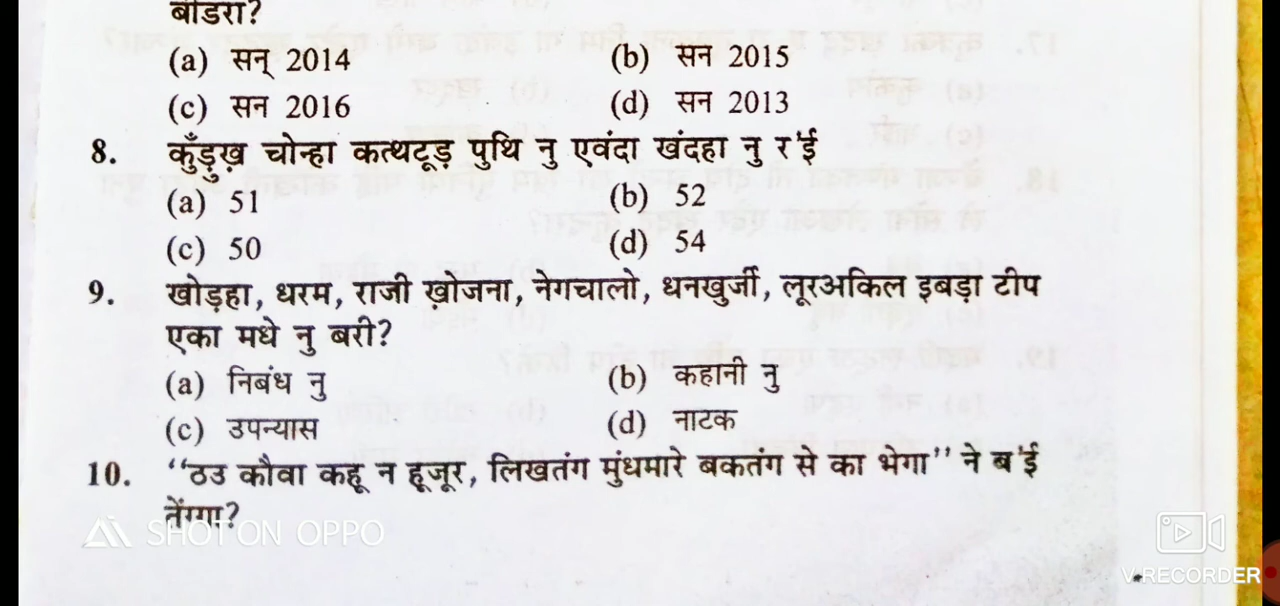 बीडरा?
(a) सन् 2014 (b) सन 2015
(c) सन 2016 (d) सन 2013
8. कुँड़ुख़ चोन्हा कत्थटूड़ पुथि नु एवंदा खंदहा नु र'ई
(a) 51 (b) 52
(c) 50 (d) 54
9. खोड़हा, धरम, राजी ख़ोजना, नेगचालो, धनखुर्जी, लूरअकिल इबड़ा टीप
एका मधे नु बरी?
(a) निबंध नु (b) कहानी नु
(c) उपन्यास (d) नाटक
10. “ठउ कौवा कहू न हूजूर, लिखतंग मुंधमारे बकतंग से का भेगा” ने ब'ई
तेंग्गा?
SHOT ON OPPO
V.RECORDER